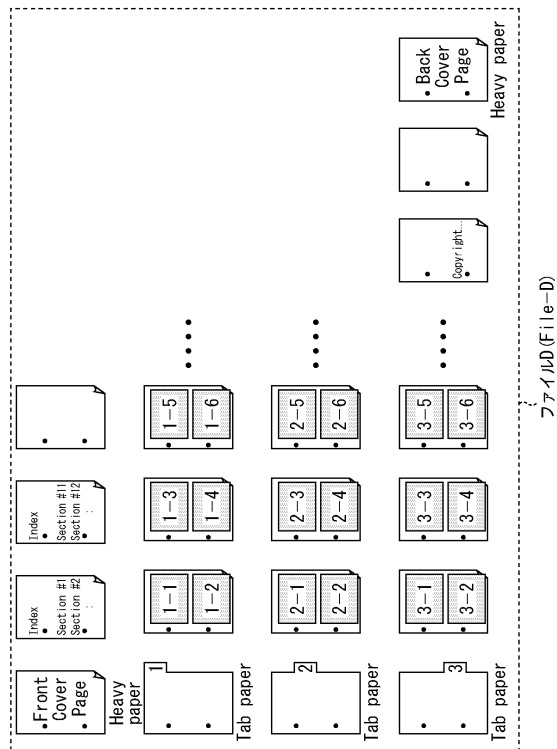 Front
Cover
Page
Heavy
paper
Index
Section #1
Section #2
:
Index
Section #11
Section #12
:
1
Tab paper
1-1
1-2
1-3
1-4
1-5
1-6
••••
2
Tab paper
2-1
2-2
2-3
2-4
2-5
2-6
••••
3
Tab paper
3-1
3-2
3-3
3-4
3-5
3-6
••••
Copyright...
Back
Cover
Page
Heavy paper
ファイルD(File-D)